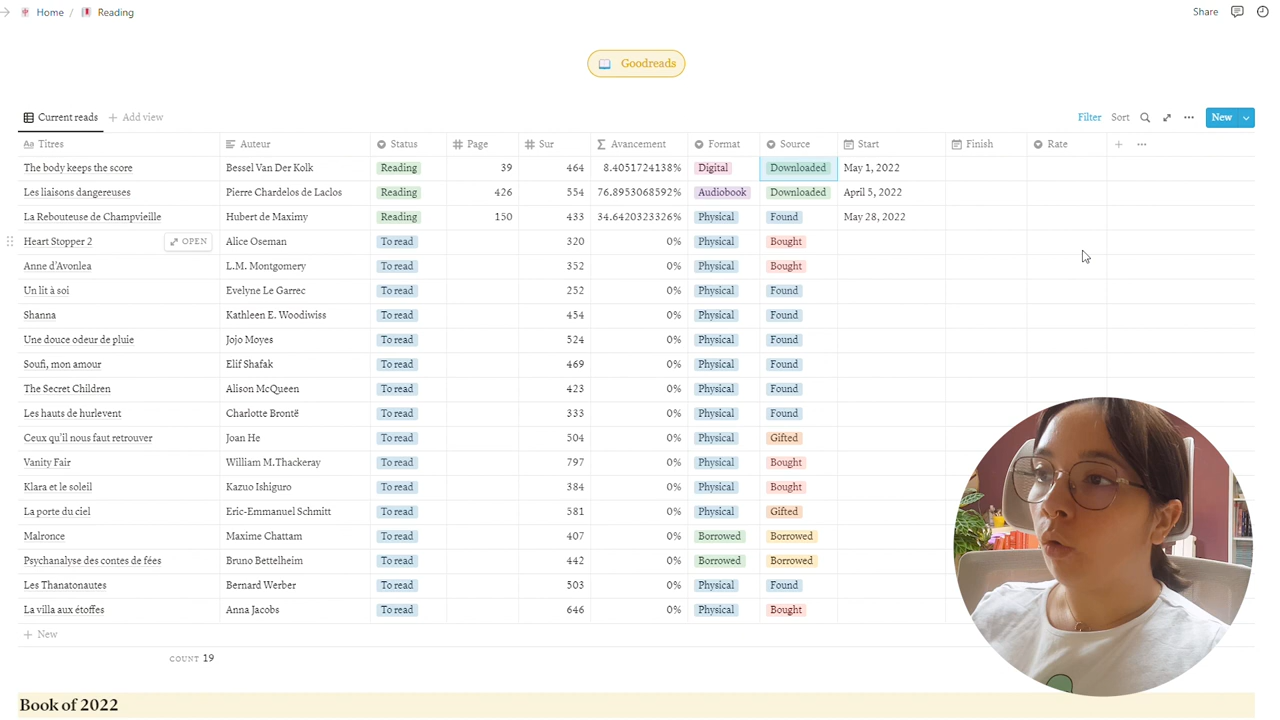 Home / Reading Share
Goodreads
Current reads + Add view Filter Sort New
Aa Titres Auteur Status # Page # Sur Σ Avancement Format Source Start Finish Rate + ...
The body keeps the score Bessel Van Der Kolk Reading 39 464 8.4051724138% Digital Downloaded May 1, 2022
Les liaisons dangereuses Pierre Chardelos de Laclos Reading 426 554 76.8953068592% Audiobook Downloaded April 5, 2022
La Rebouteuse de Champvieille Hubert de Maximy Reading 150 433 34.6420323326% Physical Found May 28, 2022
Heart Stopper 2 OPEN Alice Oseman To read 320 0% Physical Bought
Anne d'Avonlea L.M. Montgomery To read 352 0% Physical Bought
Un lit à soi Evelyne Le Garrec To read 252 0% Physical Found
Shanna Kathleen E. Woodiwiss To read 454 0% Physical Found
Une douce odeur de pluie Jojo Moyes To read 524 0% Physical Found
Soufi, mon amour Elif Shafak To read 469 0% Physical Found
The Secret Children Alison McQueen To read 423 0% Physical Found
Les hauts de hurlevent Charlotte Brontë To read 333 0% Physical Found
Ceux qu'il nous faut retrouver Joan He To read 504 0% Physical Gifted
Vanity Fair William M.Thackeray To read 797 0% Physical Bought
Klara et le soleil Kazuo Ishiguro To read 384 0% Physical Bought
La porte du ciel Eric-Emmanuel Schmitt To read 581 0% Physical Gifted
Malronce Maxime Chattam To read 407 0% Borrowed Borrowed
Psychanalyse des contes de fées Bruno Bettelheim To read 442 0% Borrowed Borrowed
Les Thanatonautes Bernard Werber To read 503 0% Physical Found
La villa aux étoffes Anna Jacobs To read 646 0% Physical Bought
+ New
COUNT 19
Book of 2022